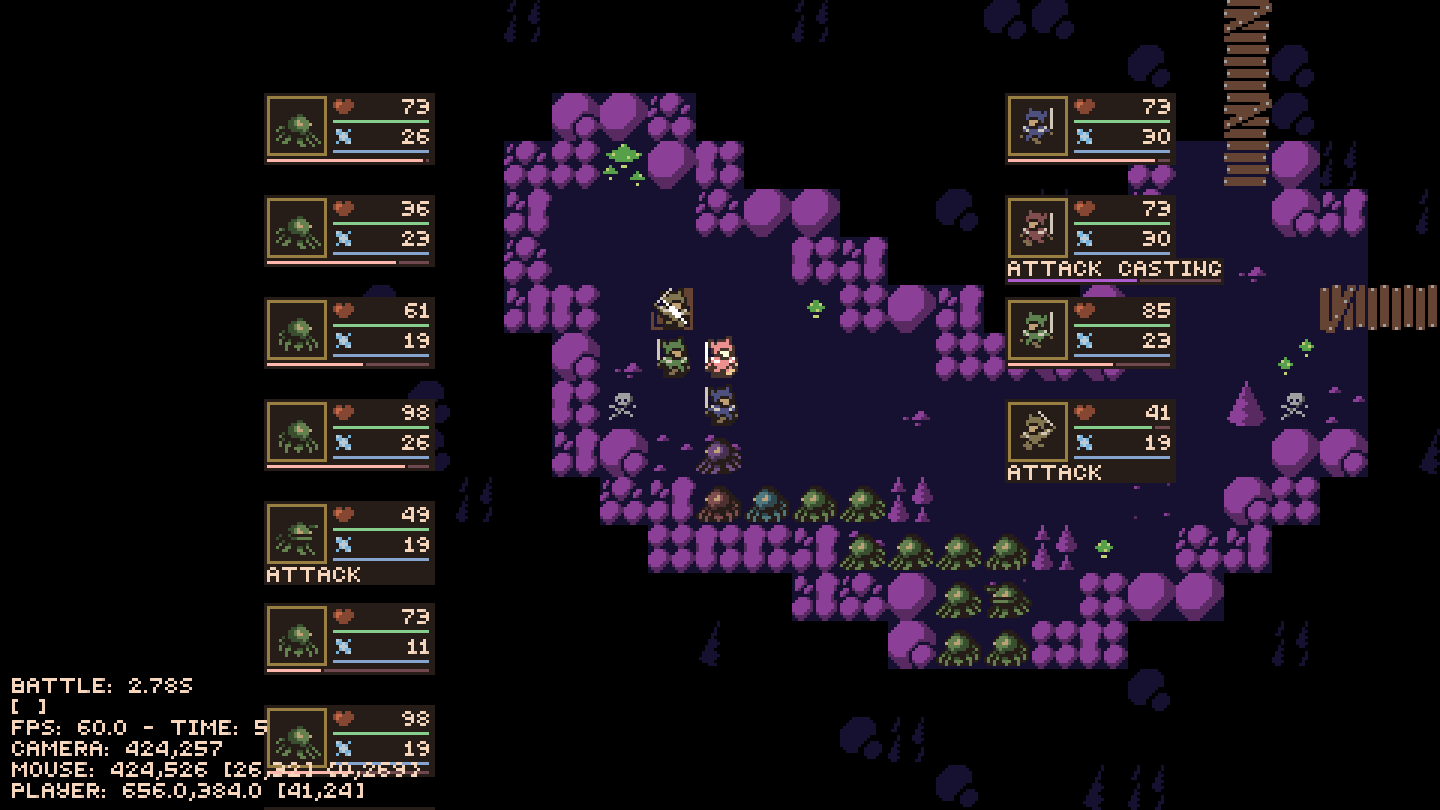 73
26
36
23
61
19
98
26
49
19
ATTACK
73
11
98
19
73
30
73
30
ATTACK CASTING
85
23
41
19
ATTACK
BATTLE: 2.78S
[ ]
FPS: 60.0 - TIME: 5
CAMERA: 424,257
MOUSE: 424,526
PLAYER: 656.0,384.0 [41,24]